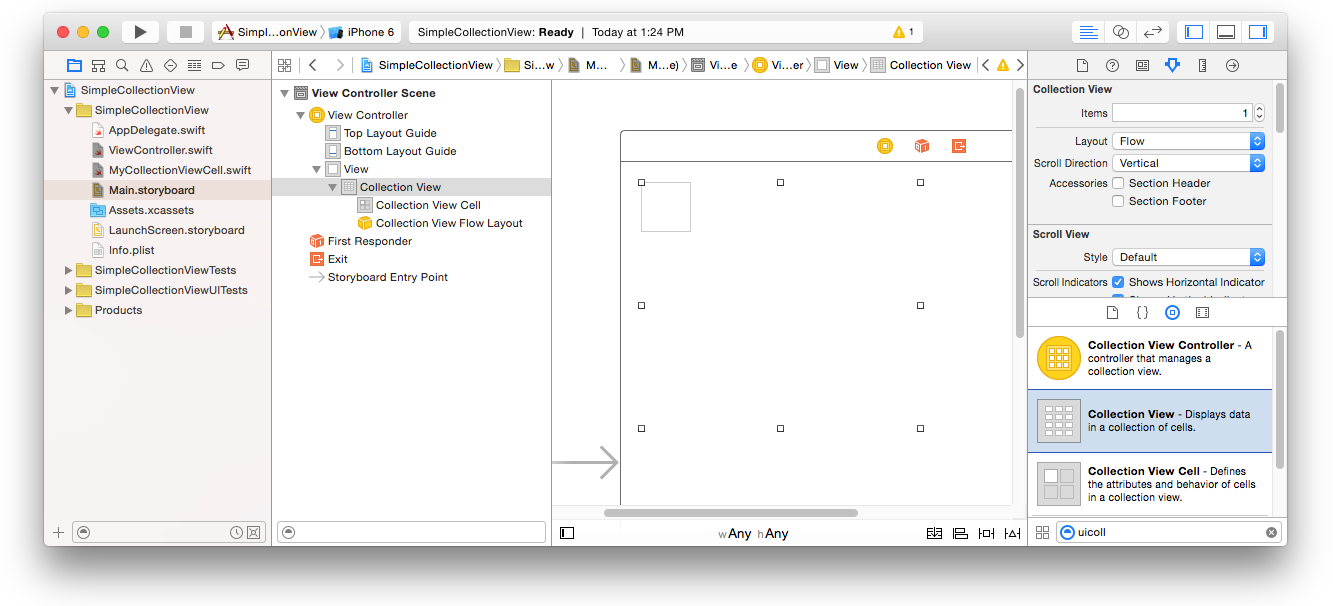 Simpl...onView
iPhone 6
SimpleCollectionView: Ready | Today at 1:24 PM
1
SimpleCollectionView
Si...w
M...
M...e)
Vi...e
Vi...er
View
Collection View
SimpleCollectionView
SimpleCollectionView
AppDelegate.swift
ViewController.swift
MyCollectionViewCell.swift
Main.storyboard
Assets.xcassets
LaunchScreen.storyboard
Info.plist
SimpleCollectionViewTests
SimpleCollectionViewUITests
Products
View Controller Scene
View Controller
Top Layout Guide
Bottom Layout Guide
View
Collection View
Collection View Cell
Collection View Flow Layout
First Responder
Exit
Storyboard Entry Point
wAny hAny
Collection View
Items 1
Layout Flow
Scroll Direction Vertical
Accessories Section Header
Section Footer
Scroll View
Style Default
Scroll Indicators Shows Horizontal Indicator
Collection View Controller - A
controller that manages a
collection view.
Collection View - Displays data
in a collection of cells.
Collection View Cell - Defines
the attributes and behavior of cells
in a collection view.
uicoll